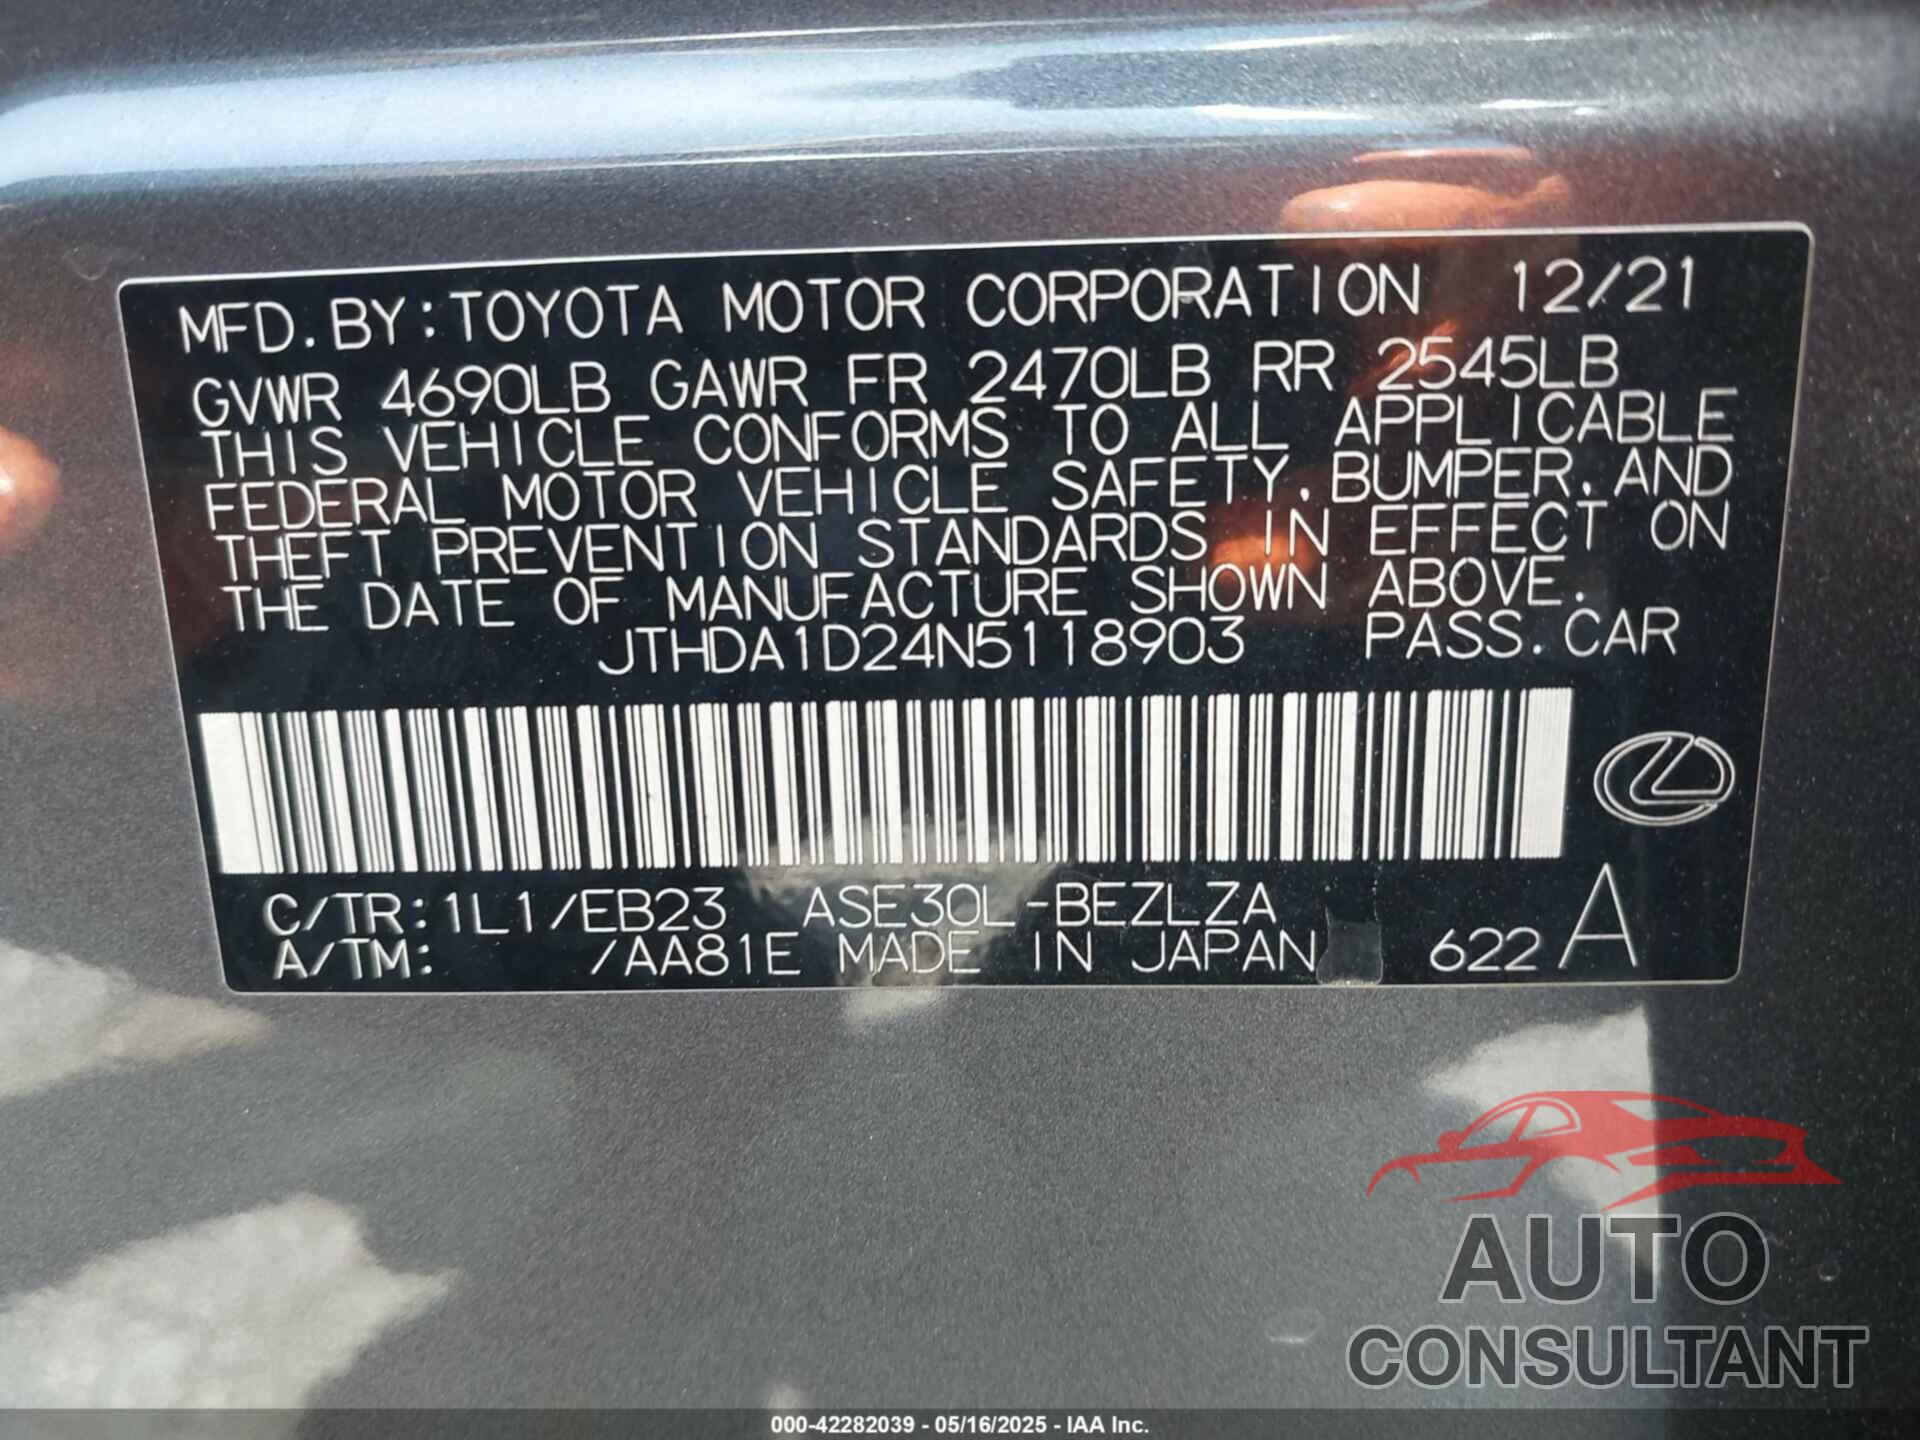 MFD. BY: TOYOTA MOTOR CORPORATION 12/21
GVWR 4690LB GAWR FR 2470LB RR 2545LB
THIS VEHICLE CONFORMS TO ALL APPLICABLE
FEDERAL MOTOR VEHICLE SAFETY, BUMPER, AND
THEFT PREVENTION STANDARDS IN EFFECT ON
THE DATE OF MANUFACTURE SHOWN ABOVE.
JTHDA1D24N5118903 PASS. CAR
C/TR: 1L1/EB23 ASE30L-BEZLZA
A/TM: /AA81E MADE IN JAPAN 622 A
AUTO
CONSULTANT
000-42282039 - 05/16/2025 - IAA Inc.